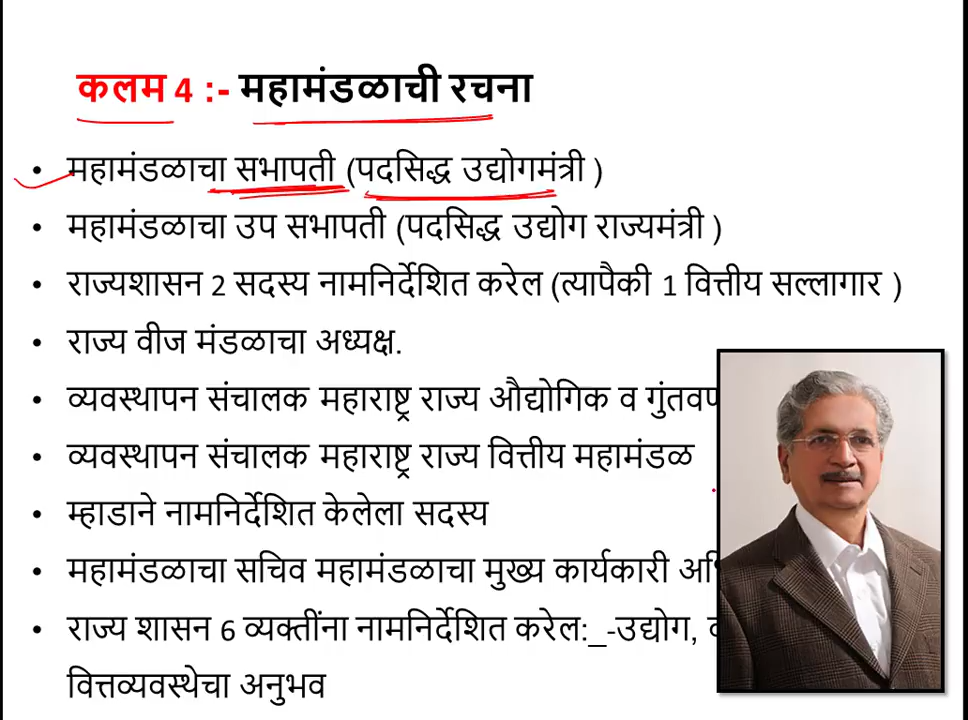 कलम 4 :- महामंडळाची रचना
• महामंडळाचा सभापती (पदसिद्ध उद्योगमंत्री )
• महामंडळाचा उप सभापती (पदसिद्ध उद्योग राज्यमंत्री )
• राज्यशासन 2 सदस्य नामनिर्देशित करेल (त्यापैकी 1 वित्तीय सल्लागार )
• राज्य वीज मंडळाचा अध्यक्ष.
• व्यवस्थापन संचालक महाराष्ट्र राज्य औद्योगिक व
• व्यवस्थापन संचालक महाराष्ट्र राज्य वित्तीय महामंडळ
• म्हाडाने नामनिर्देशित केलेला सदस्य
• महामंडळाचा सचिव महामंडळाचा मुख्य कार्यकारी
• राज्य शासन 6 व्यक्तींना नामनिर्देशित करेल:_-उद्योग,
वित्तव्यवस्थेचा अनुभव